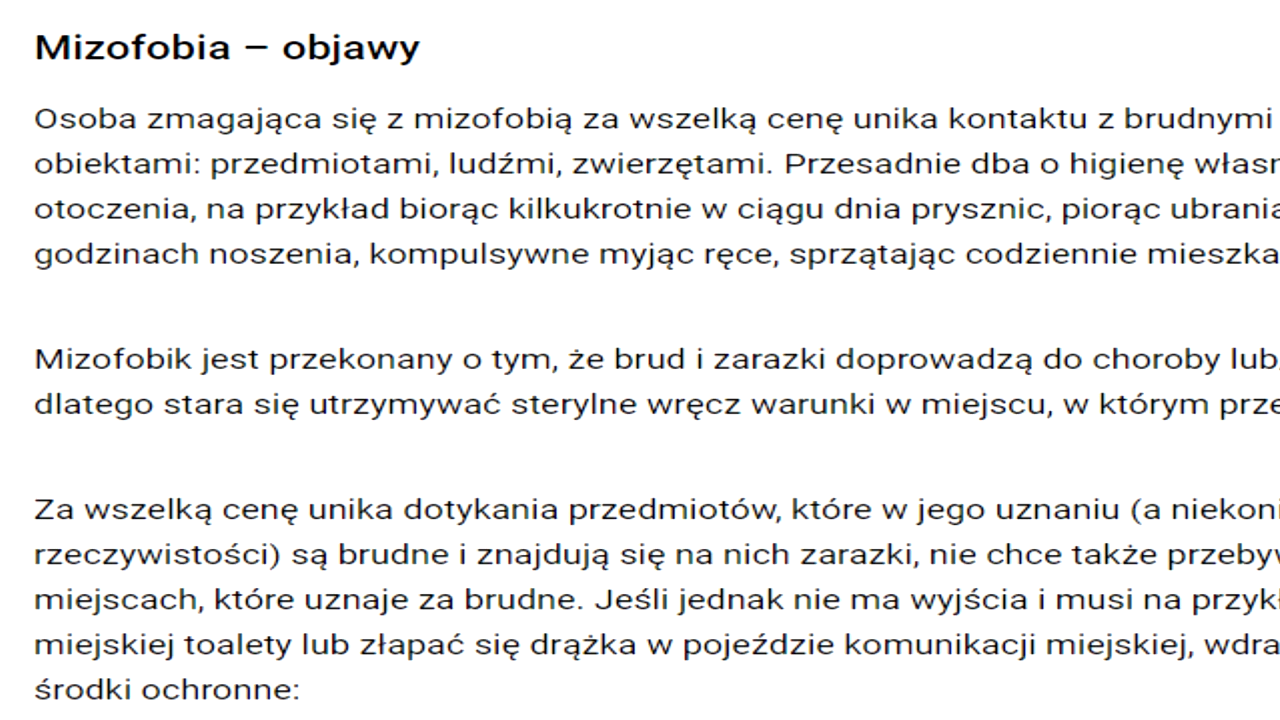 Mizofobia – objawy
Osoba zmagająca się z mizofobią za wszelką cenę unika kontaktu z brudnymi
obiektami: przedmiotami, ludźmi, zwierzętami. Przesadnie dba o higienę
otoczenia, na przykład biorąc kilkukrotnie w ciągu dnia prysznic, piorąc
godzinach noszenia, kompulsywne myjąc ręce, sprzątając codziennie
Mizofobik jest przekonany o tym, że brud i zarazki doprowadzą do choroby lub
dlatego stara się utrzymywać sterylne wręcz warunki w miejscu, w którym
Za wszelką cenę unika dotykania przedmiotów, które w jego uznaniu (a
rzeczywistości) są brudne i znajdują się na nich zarazki, nie chce także
miejscach, które uznaje za brudne. Jeśli jednak nie ma wyjścia i musi na
miejskiej toalety lub złapać się drążka w pojeździe komunikacji miejskiej,
środki ochronne: